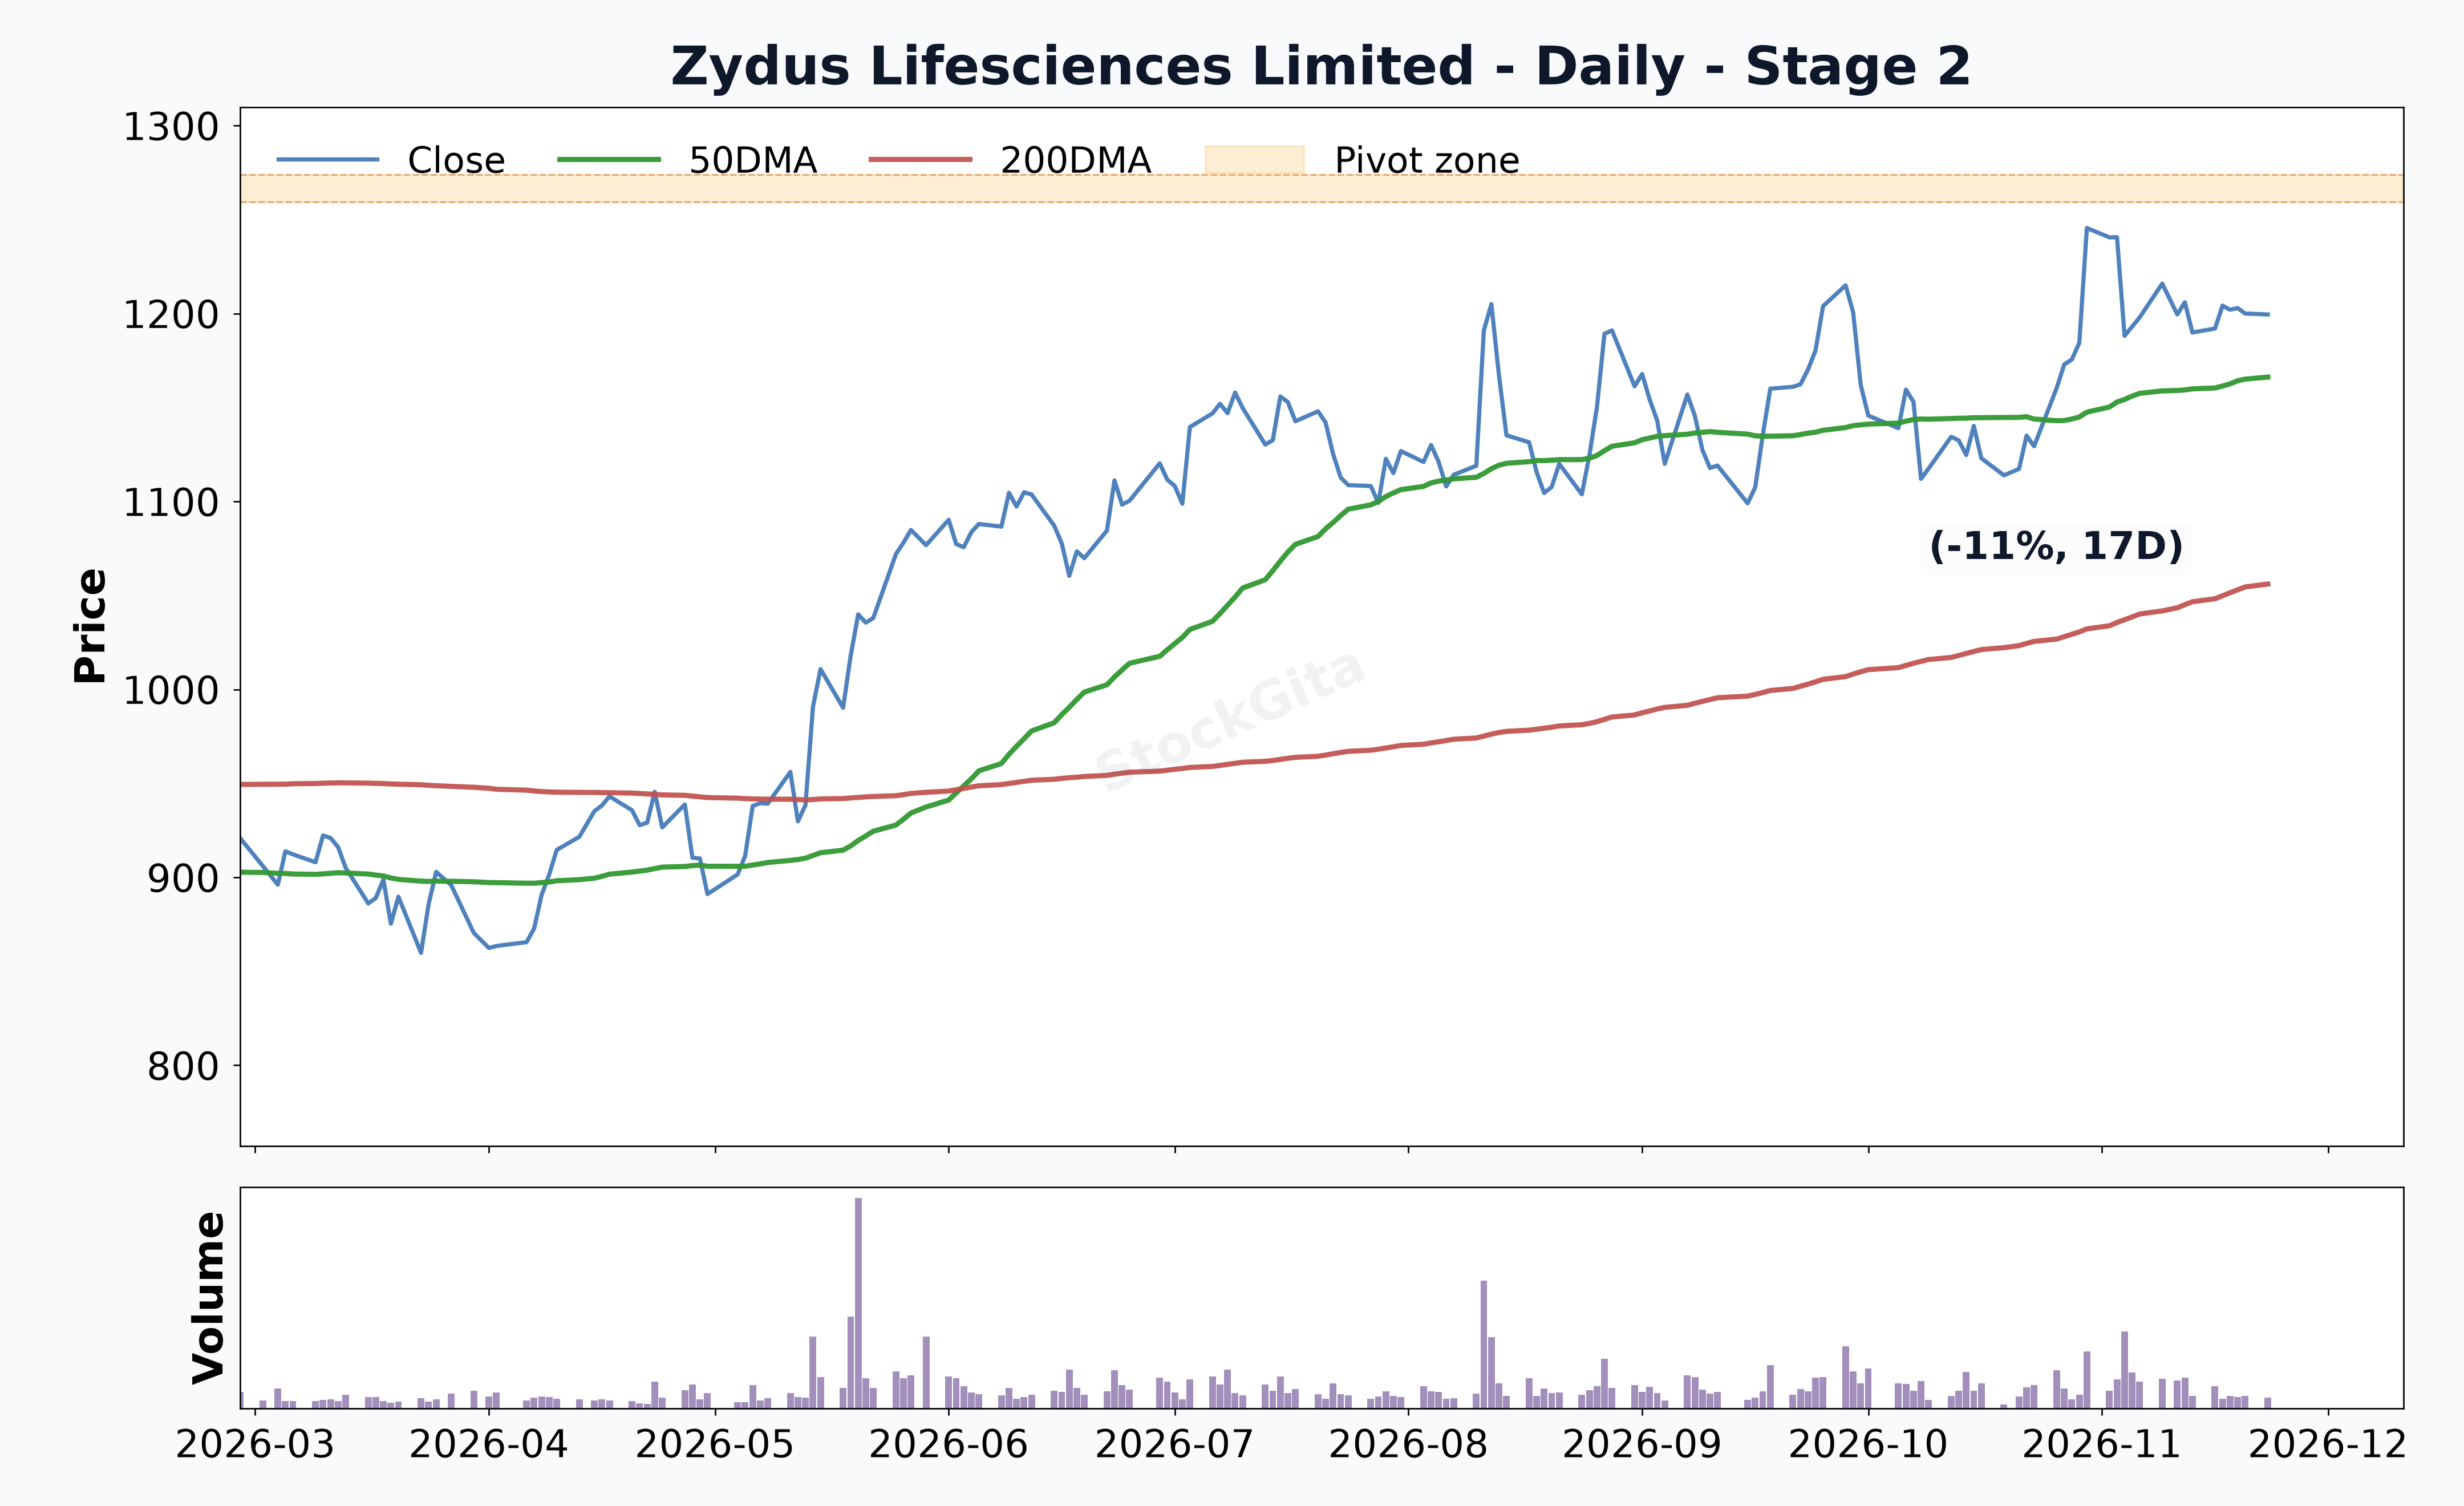 Zydus Lifesciences Limited - Daily - Stage 2
Close 50DMA 200DMA Pivot zone
1300
1200
1100
1000
900
800
Price
(-11%, 17D)
StockGita
Volume
2026-03 2026-04 2026-05 2026-06 2026-07 2026-08 2026-09 2026-10 2026-11 2026-12